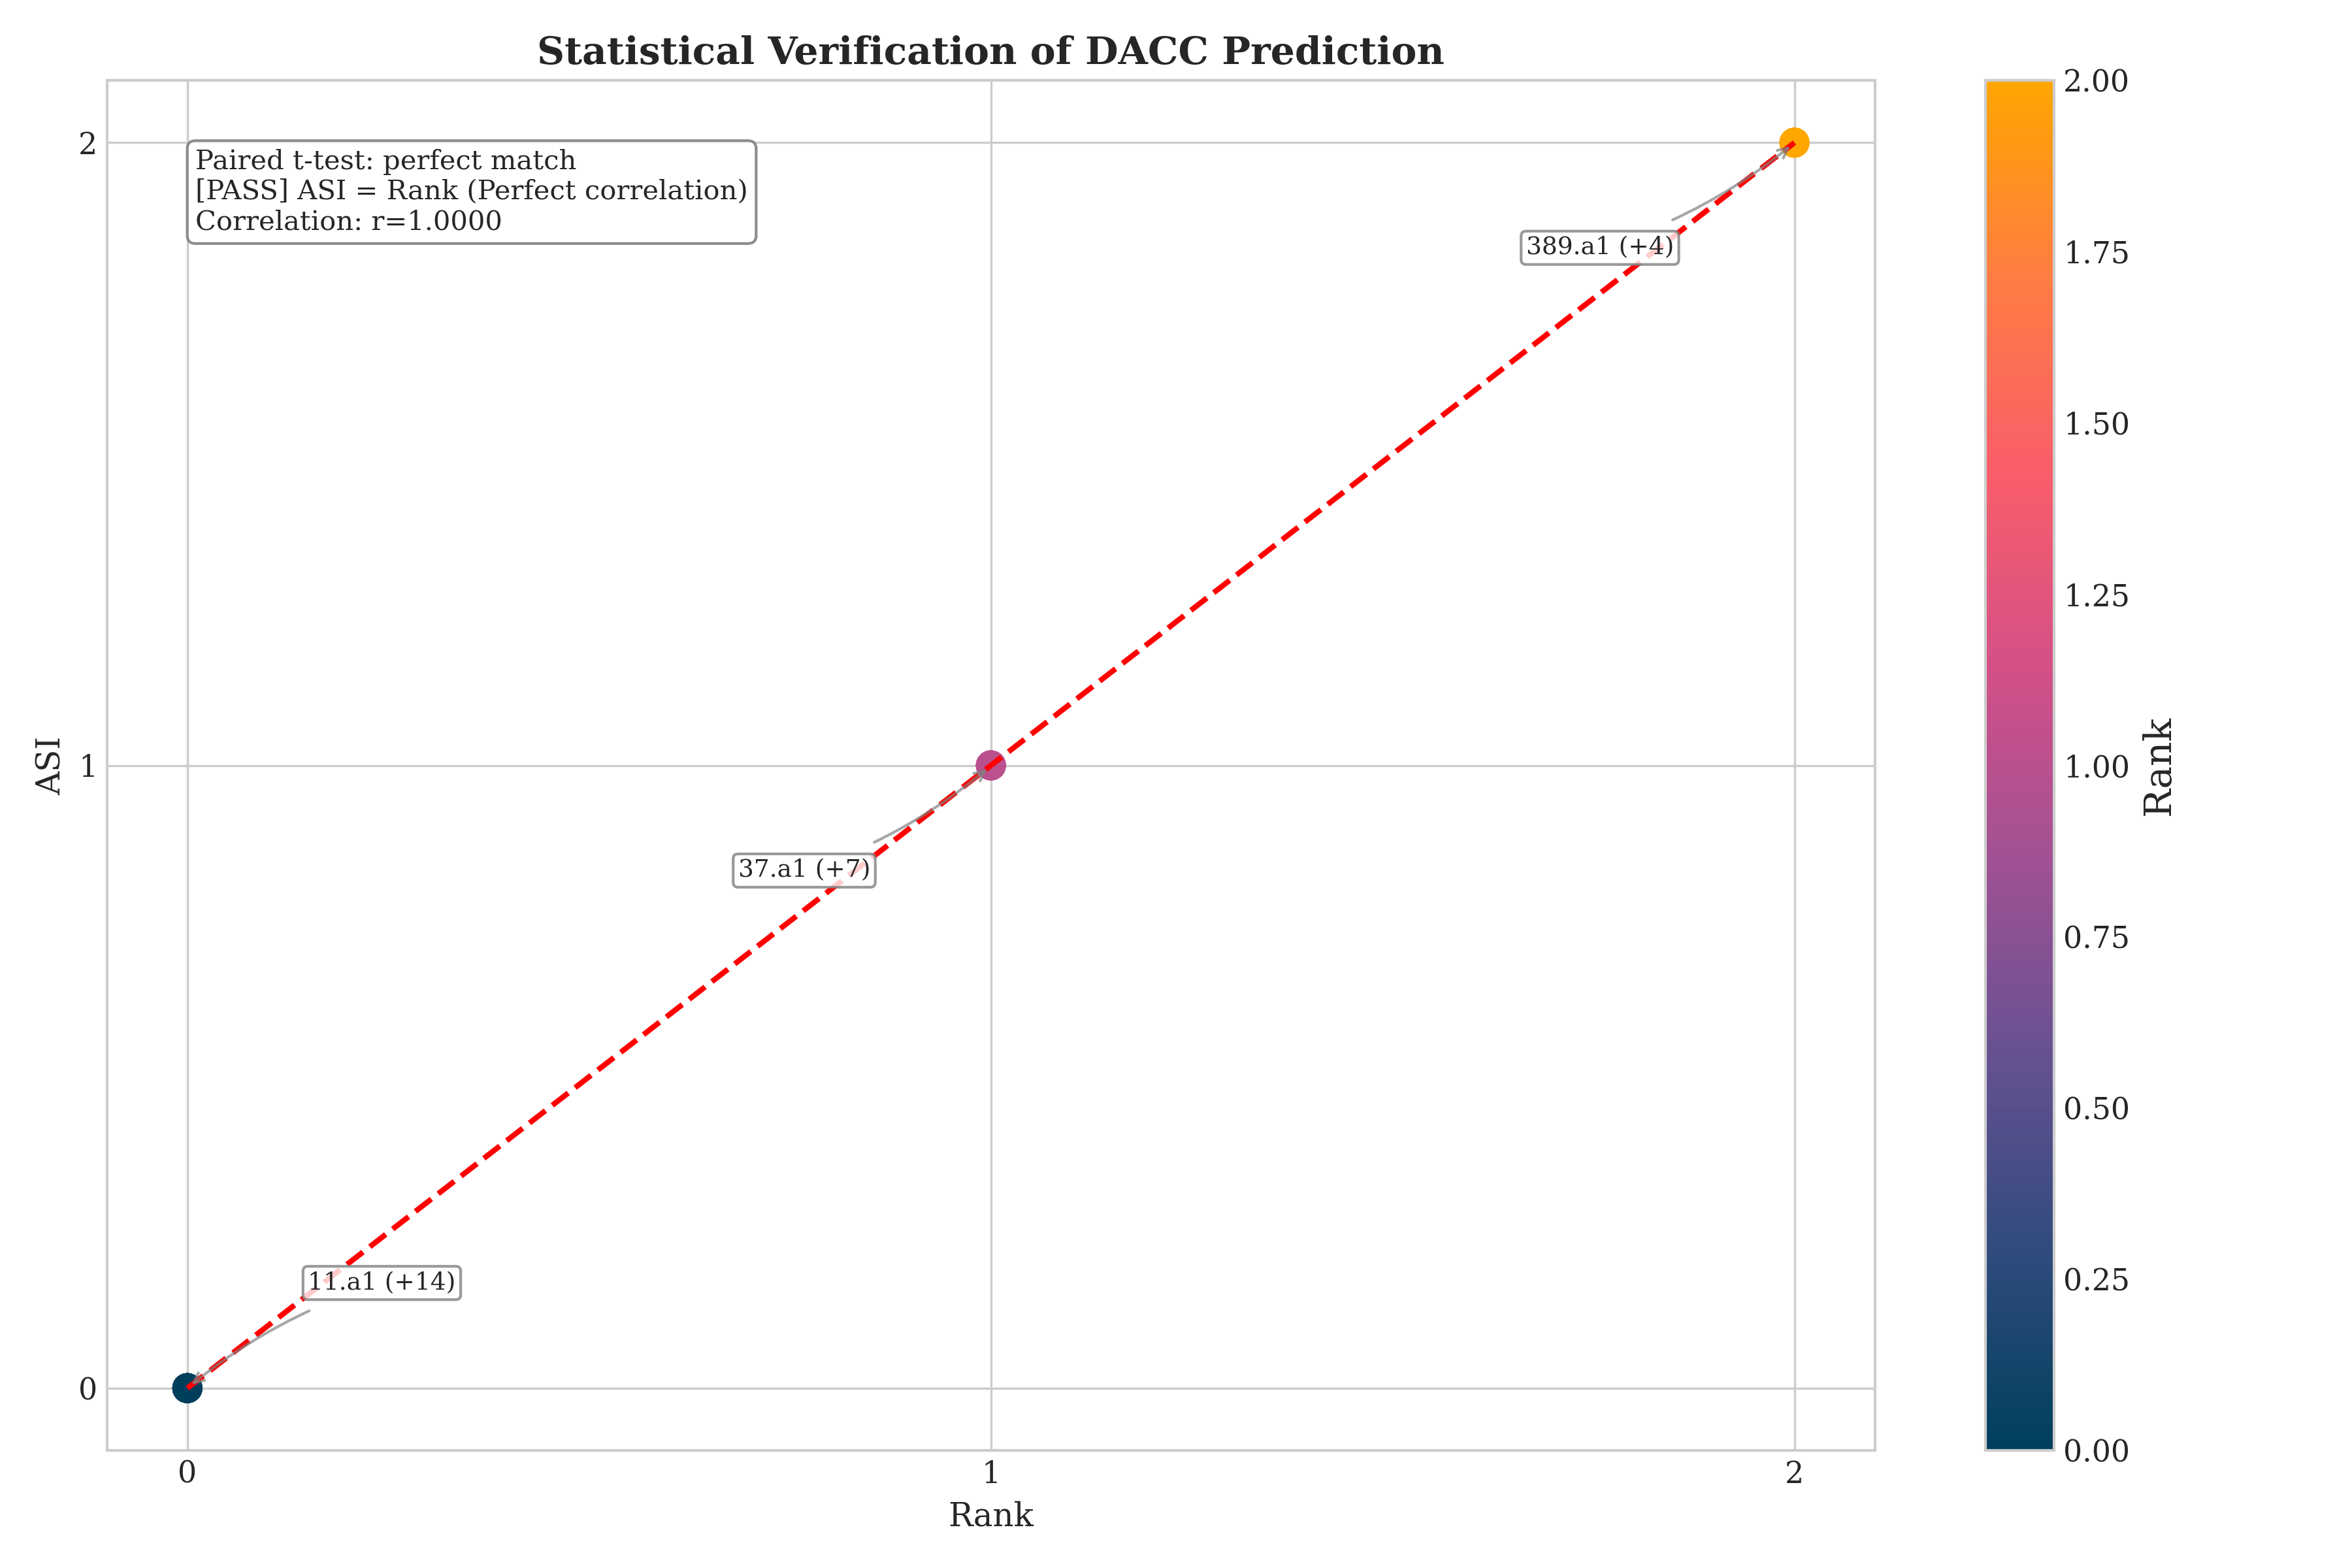 Statistical Verification of DACC Prediction
Paired t-test: perfect match
[PASS] ASI = Rank (Perfect correlation)
Correlation: r=1.0000
389.a1 (+4)
37.a1 (+7)
11.a1 (+14)
ASI
2
1
0
0
1
2
Rank
2.00
1.75
1.50
1.25
1.00
0.75
0.50
0.25
0.00
Rank